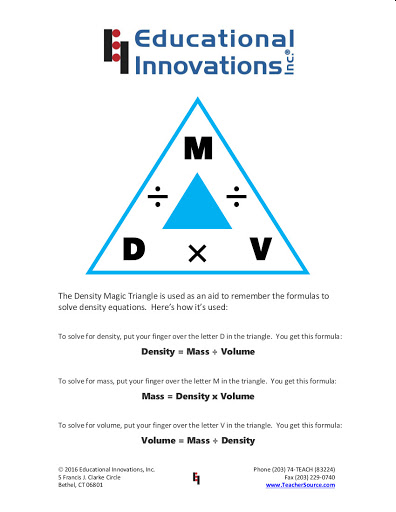 Educational
Innovations Inc.®
M
÷ ÷
D × V
The Density Magic Triangle is used as an aid to remember the formulas to
solve density equations. Here's how it's used:
To solve for density, put your finger over the letter D in the triangle. You get this formula:
Density = Mass ÷ Volume
To solve for mass, put your finger over the letter M in the triangle. You get this formula:
Mass = Density x Volume
To solve for volume, put your finger over the letter V in the triangle. You get this formula:
Volume = Mass ÷ Density
© 2016 Educational Innovations, Inc. Phone (203) 74-TEACH (83224)
5 Francis J. Clarke Circle Fax (203) 229-0740
Bethel, CT 06801 www.TeacherSource.com